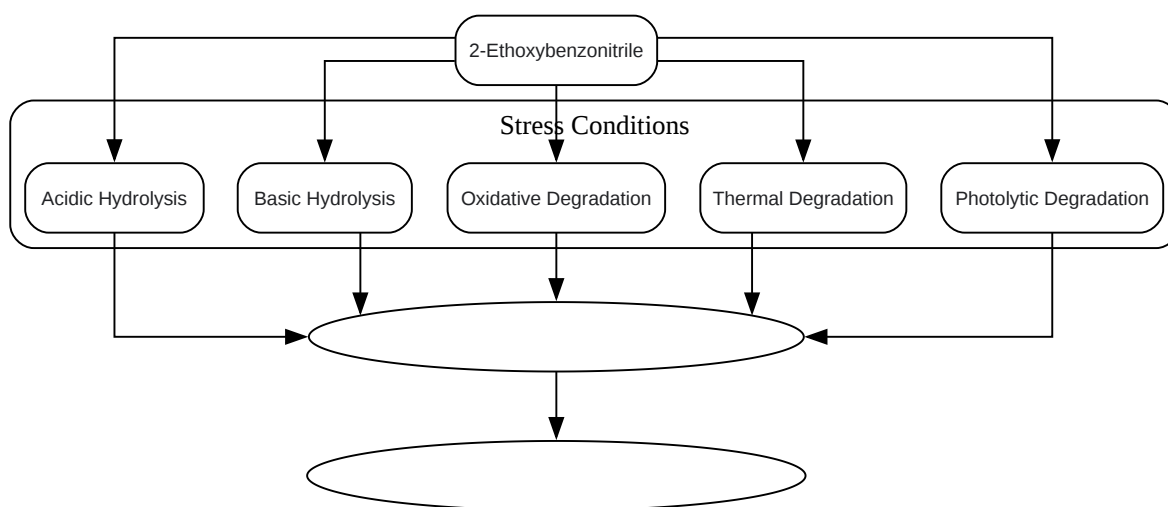 2-Ethoxybenzonitrile
Stress Conditions
Acidic Hydrolysis
Basic Hydrolysis
Oxidative Degradation
Thermal Degradation
Photolytic Degradation